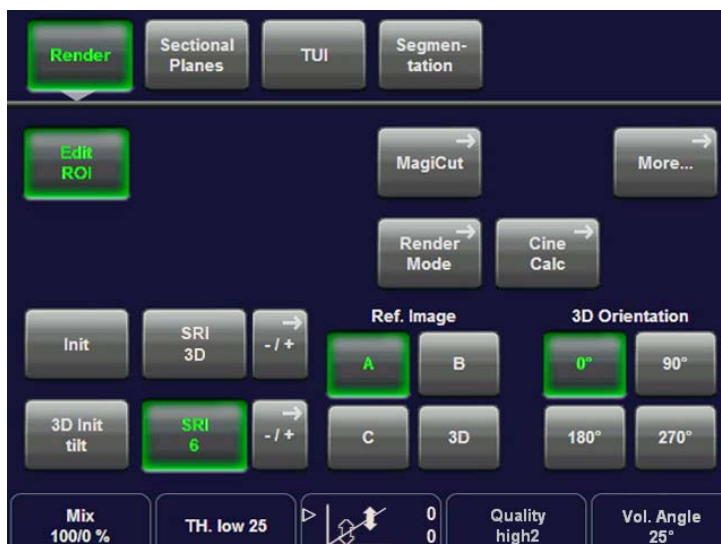 Render
Sectional
Planes
TUI
Segmen-
tation
Edit
ROI
MagiCut
More...
Render
Mode
Cine
Calc
Ref. Image
3D Orientation
Init
SRI
3D
- / +
A
B
0°
90°
3D Init
tilt
SRI
6
- / +
C
3D
180°
270°
Mix
100/0 %
TH. low 25
0
0
Quality
high2
Vol. Angle
25°